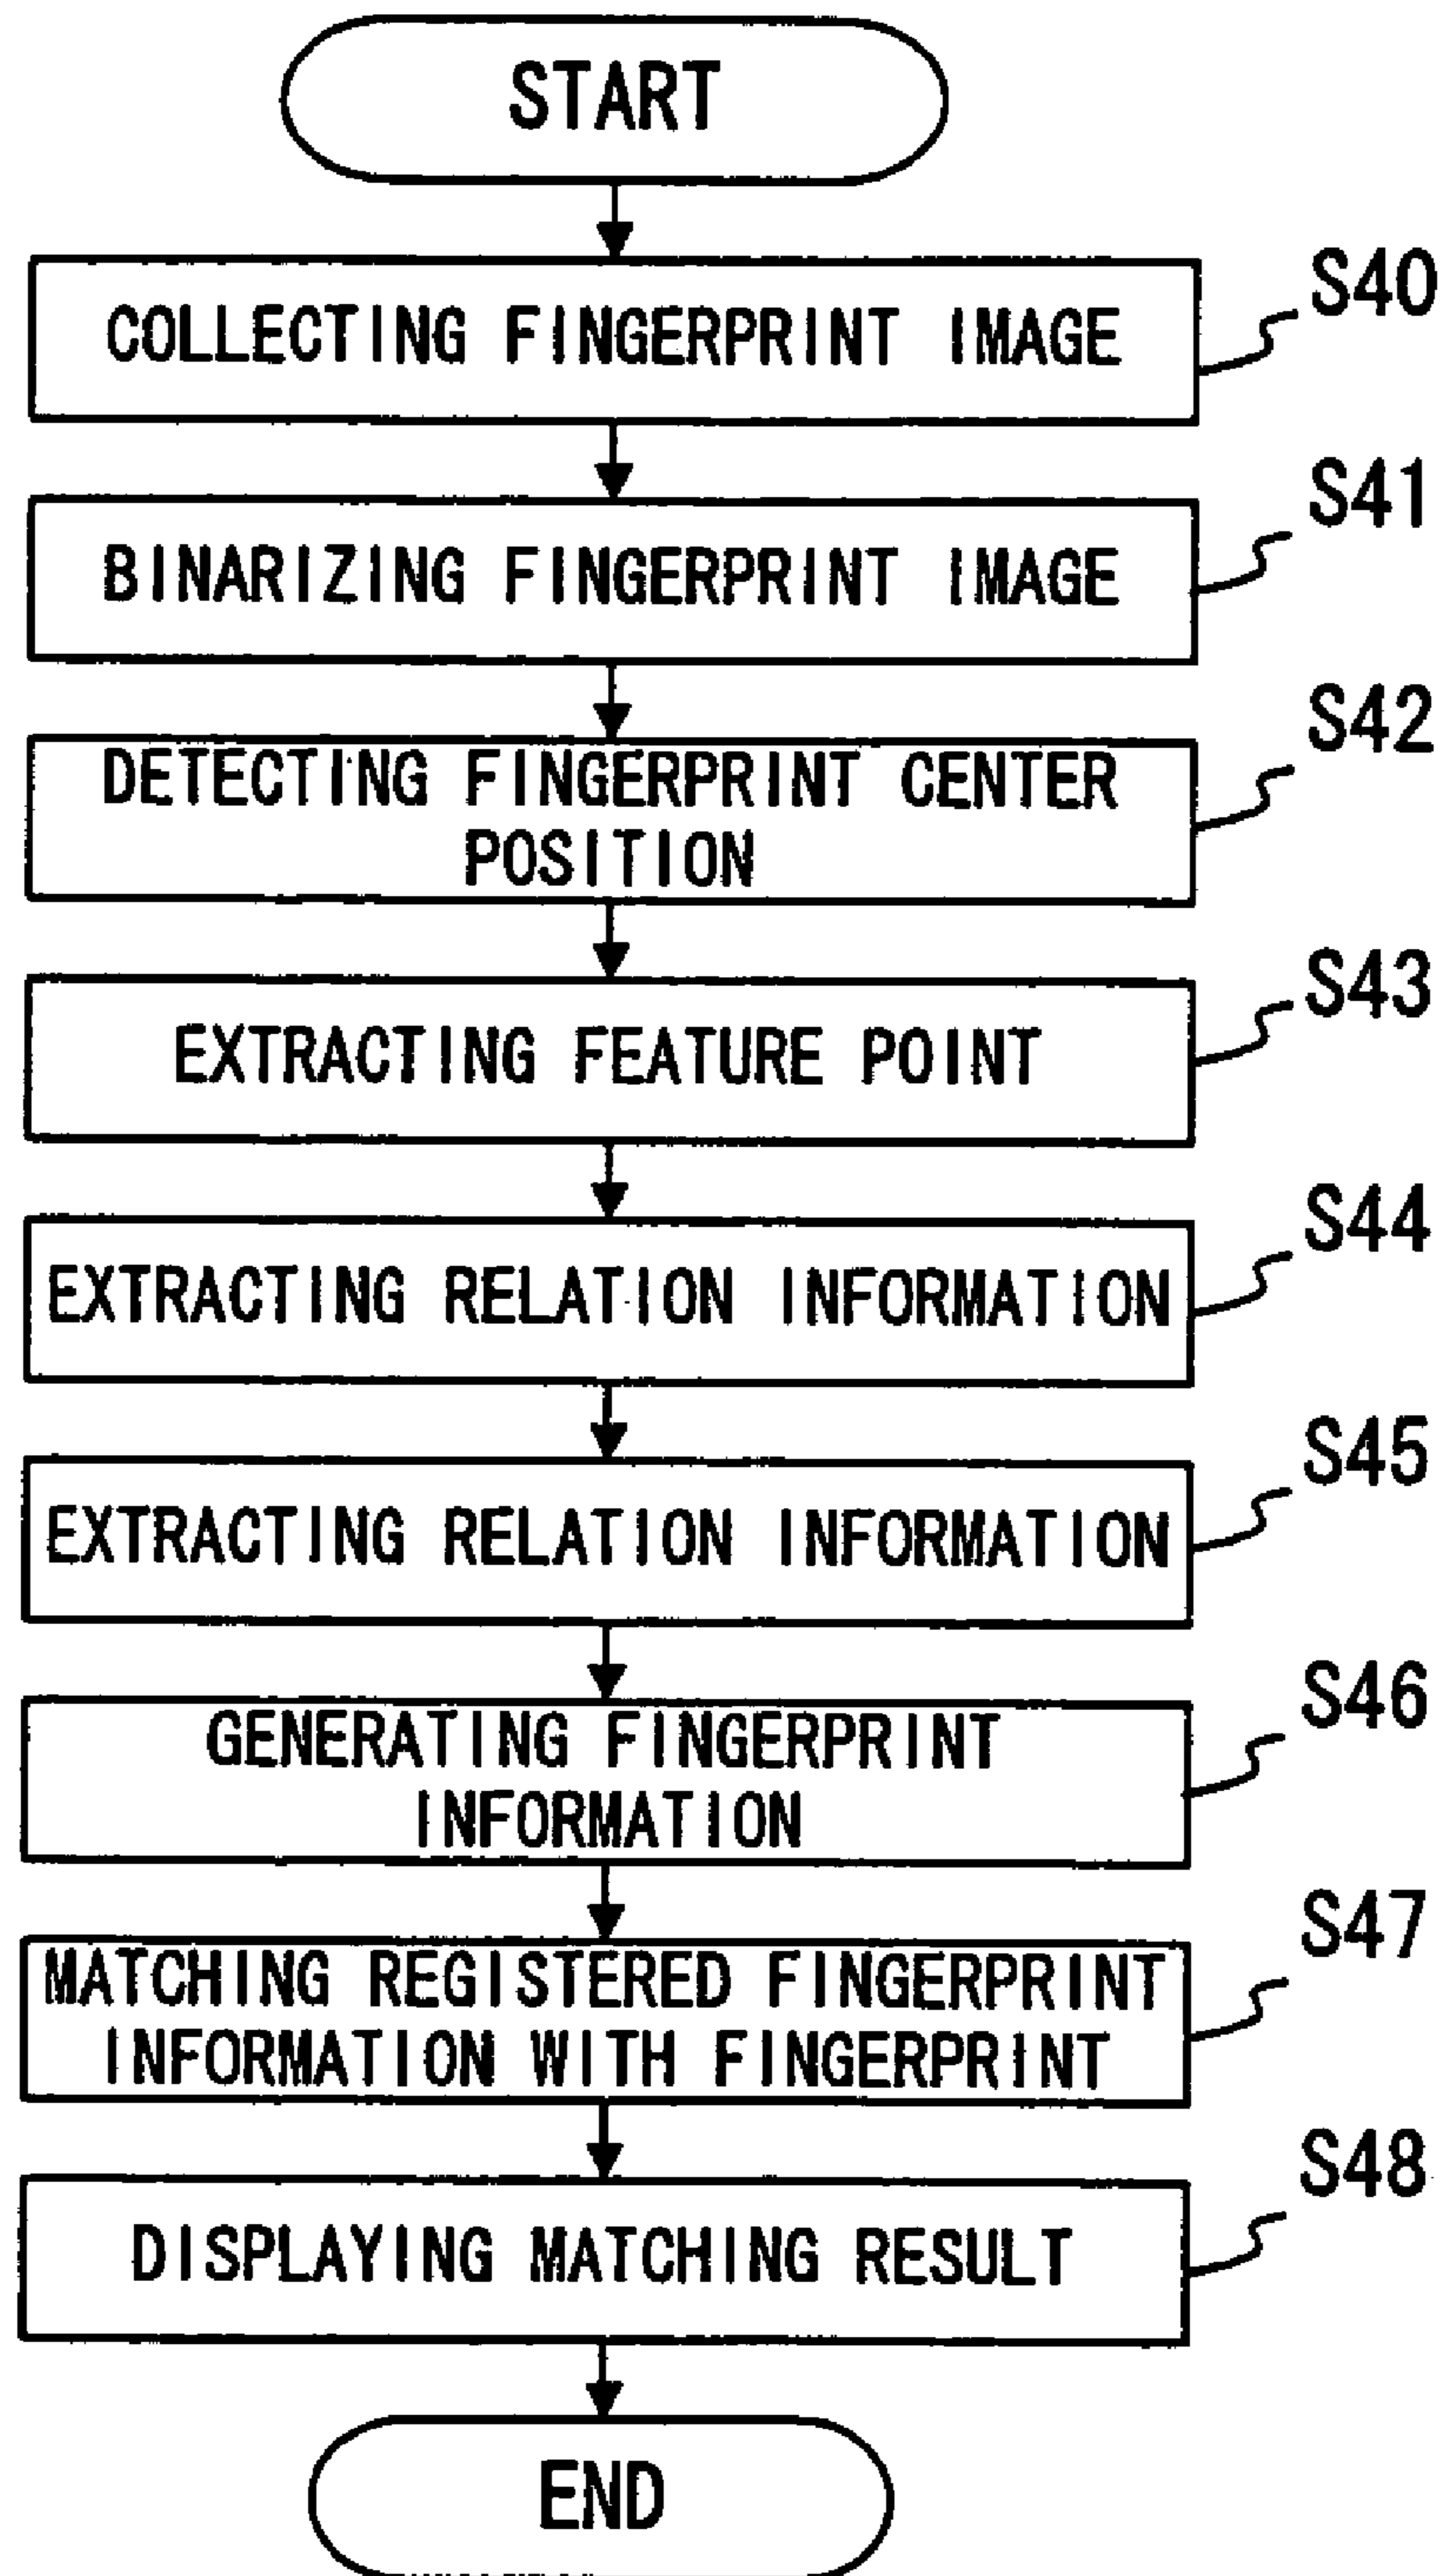 START
COLLECTING FINGERPRINT IMAGE
S40
BINARIZING FINGERPRINT IMAGE
S41
DETECTING FINGERPRINT CENTER
POSITION
S42
EXTRACTING FEATURE POINT
S43
EXTRACTING RELATION INFORMATION
S44
EXTRACTING RELATION INFORMATION
S45
GENERATING FINGERPRINT
INFORMATION
S46
MATCHING REGISTERED FINGERPRINT
INFORMATION WITH FINGERPRINT
S47
DISPLAYING MATCHING RESULT
S48
END